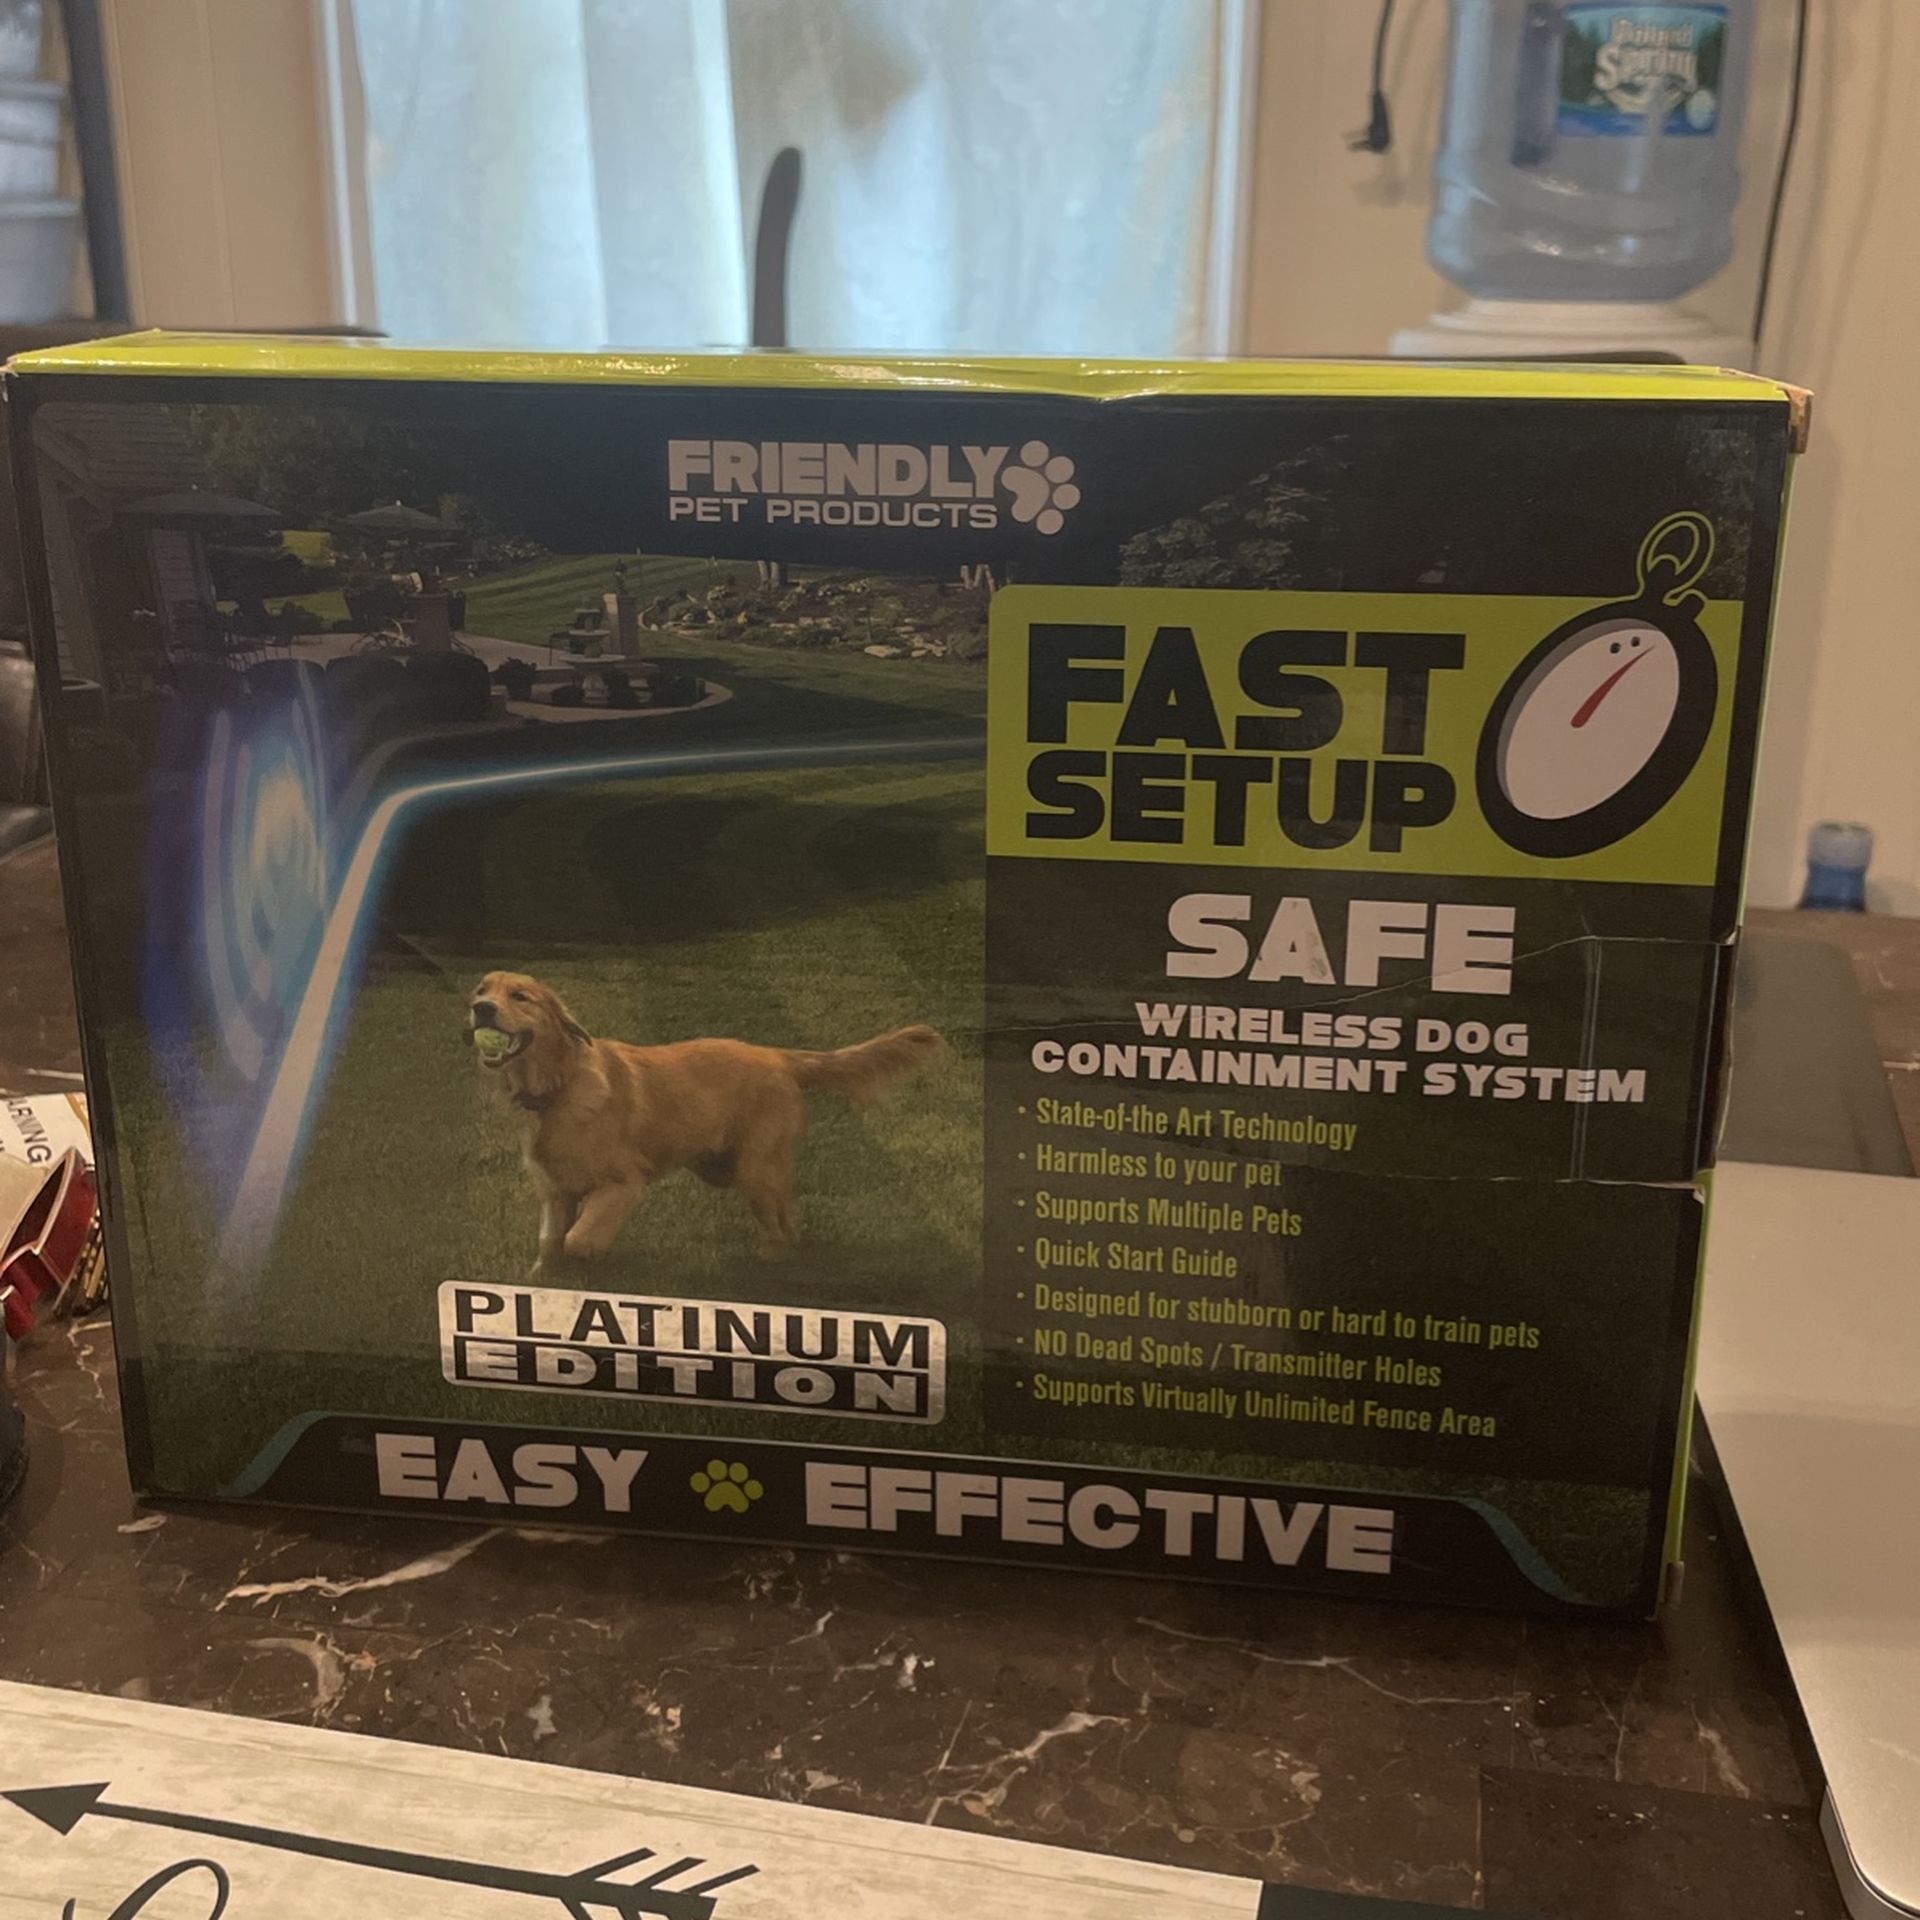 Poland
Spring
FRIENDLY
PET PRODUCTS
FAST
SETUP
SAFE
WIRELESS DOG
CONTAINMENT SYSTEM
• State-of-the Art Technology
• Harmless to your pet
• Supports Multiple Pets
• Quick Start Guide
• Designed for stubborn or hard to train pets
• NO Dead Spots / Transmitter Holes
• Supports Virtually Unlimited Fence Area
PLATINUM
EDITION
EASY EFFECTIVE